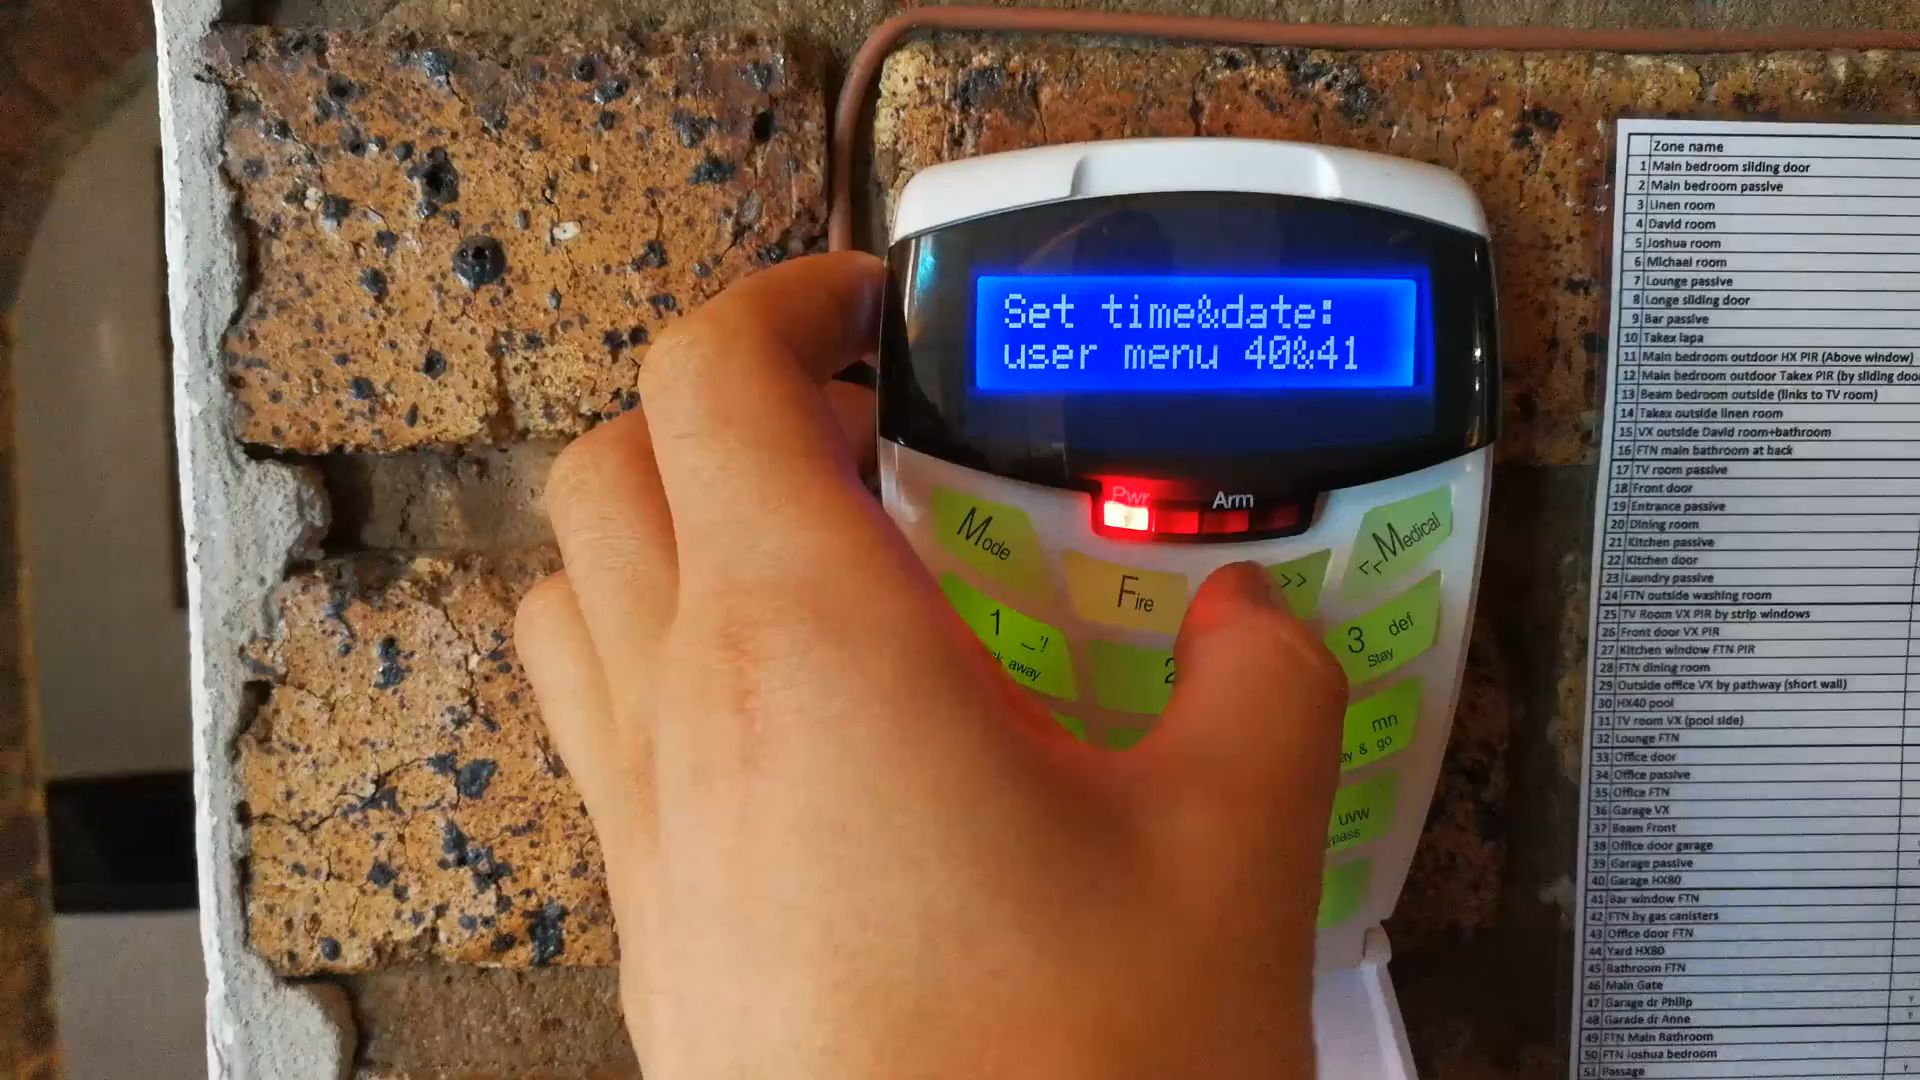 Set time&date:
user menu 40&41
Pwr
Arm
Mode
Fire
>>
<<Medical
1 _'!
away
2
3 def
Stay
mn
& go
uvw
Zone name
1 Main bedroom sliding door
2 Main bedroom passive
3 Linen room
4 David room
5 Joshua room
6 Michael room
7 Lounge passive
8 Longe sliding door
9 Bar passive
10 Takex lapa
11 Main bedroom outdoor HX PIR (Above window)
12 Main bedroom outdoor Takex PIR (by sliding
13 Beam bedroom outside (links to TV room)
14 Takex outside linen room
15 VX outside David room+bathroom
16 FTN main bathroom at back
17 TV room passive
18 Front door
19 Entrance passive
20 Dining room
21 Kitchen passive
22 Kitchen door
23 Laundry passive
24 FTN outside washing room
25 TV Room VX PIR by strip windows
26 Front door VX PIR
27 Kitchen window FTN PIR
28 FTN dining room
29 Outside office VX by pathway (short wall)
30 HX40 pool
31 TV room VX (pool side)
32 Lounge FTN
33 Office door
34 Office passive
35 Office FTN
36 Garage VX
37 Beam Front
38 Office door garage
39 Garage passive
40 Garage HX80
41 Bar window FTN
42 FTN by gas canisters
43 Office door FTN
44 Yard HX80
45 Bathroom FTN
46 Main Gate
47 Garage dr Philip
48 Garade dr Anne
49 FTN Main Bathroom
50 FTN Joshua bedroom
51 Passage